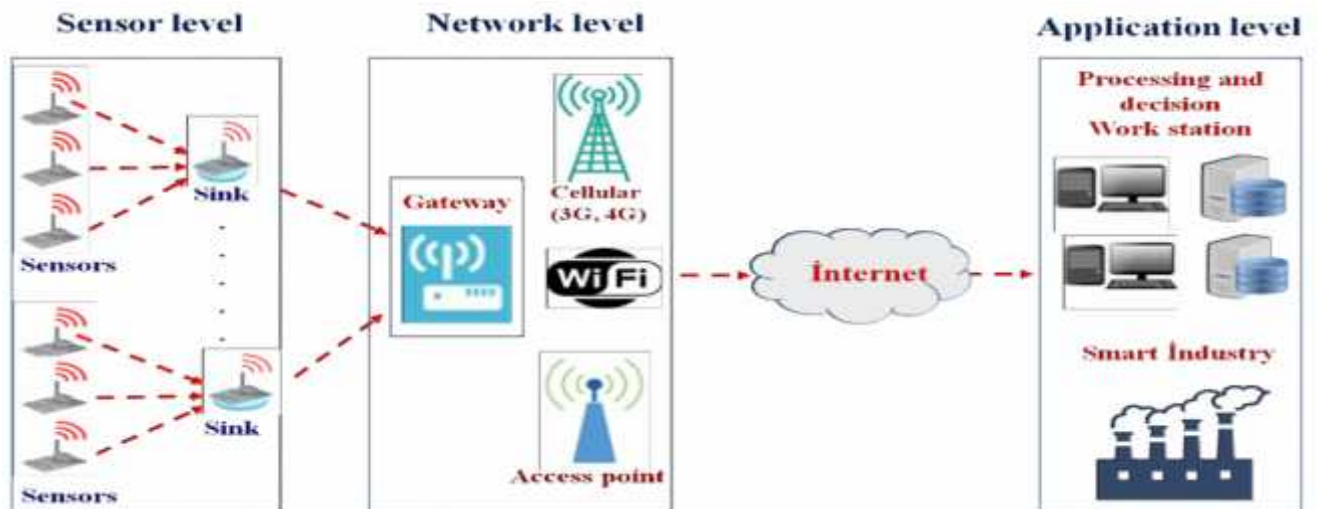 Sensor level
Sensors
Sink
Sensors
Sink
Network level
Gateway
Cellular
(3G, 4G)
WiFi
Access point
İnternet
Application level
Processing and
decision
Work station
Smart İndustry